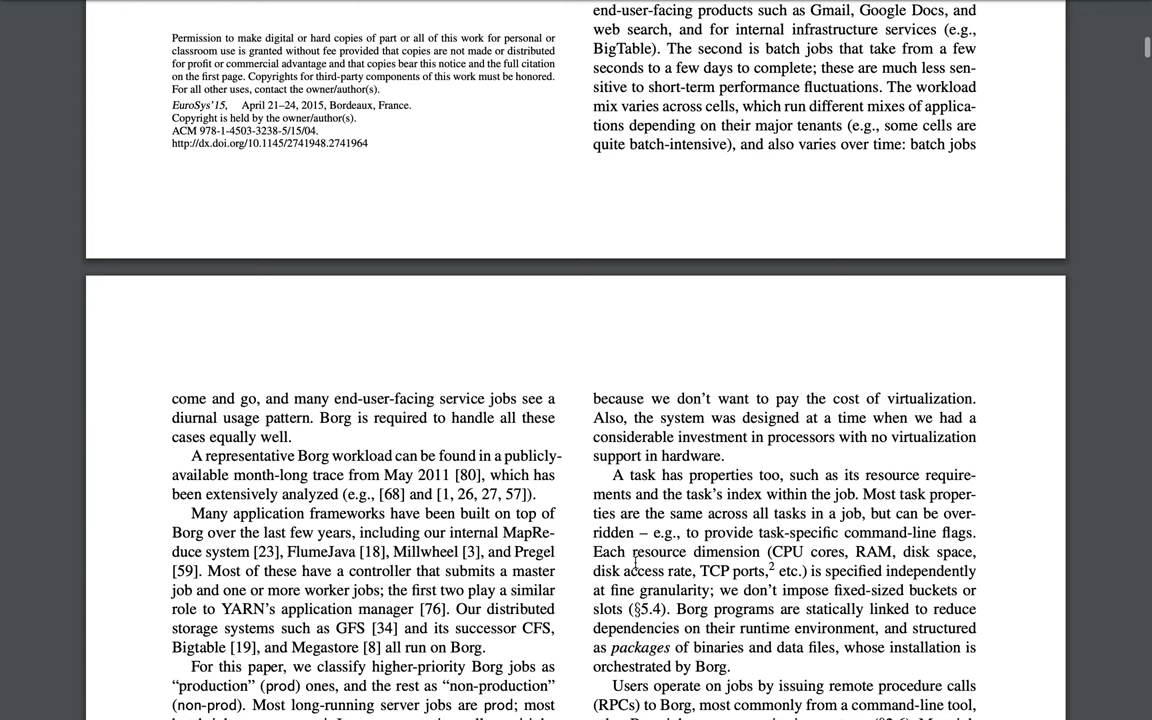 Permission to make digital or hard copies of part or all of this work for personal or
classroom use is granted without fee provided that copies are not made or distributed
for profit or commercial advantage and that copies bear this notice and the full citation
on the first page. Copyrights for third-party components of this work must be honored.
For all other uses, contact the owner/author(s).
EuroSys'15, April 21–24, 2015, Bordeaux, France.
Copyright is held by the owner/author(s).
ACM 978-1-4503-3238-5/15/04.
http://dx.doi.org/10.1145/2741948.2741964
end-user-facing products such as Gmail, Google Docs, and
web search, and for internal infrastructure services (e.g.,
BigTable). The second is batch jobs that take from a few
seconds to a few days to complete; these are much less sen-
sitive to short-term performance fluctuations. The workload
mix varies across cells, which run different mixes of applica-
tions depending on their major tenants (e.g., some cells are
quite batch-intensive), and also varies over time: batch jobs
come and go, and many end-user-facing service jobs see a
diurnal usage pattern. Borg is required to handle all these
cases equally well.
A representative Borg workload can be found in a publicly-
available month-long trace from May 2011 [80], which has
been extensively analyzed (e.g., [68] and [1, 26, 27, 57]).
Many application frameworks have been built on top of
Borg over the last few years, including our internal MapRe-
duce system [23], FlumeJava [18], Millwheel [3], and Pregel
[59]. Most of these have a controller that submits a master
job and one or more worker jobs; the first two play a similar
role to YARN's application manager [76]. Our distributed
storage systems such as GFS [34] and its successor CFS,
Bigtable [19], and Megastore [8] all run on Borg.
For this paper, we classify higher-priority Borg jobs as
“production” (prod) ones, and the rest as “non-production”
(non-prod). Most long-running server jobs are prod; most
because we don't want to pay the cost of virtualization.
Also, the system was designed at a time when we had a
considerable investment in processors with no virtualization
support in hardware.
A task has properties too, such as its resource require-
ments and the task's index within the job. Most task proper-
ties are the same across all tasks in a job, but can be over-
ridden – e.g., to provide task-specific command-line flags.
Each resource dimension (CPU cores, RAM, disk space,
disk access rate, TCP ports,2 etc.) is specified independently
at fine granularity; we don't impose fixed-sized buckets or
slots (§5.4). Borg programs are statically linked to reduce
dependencies on their runtime environment, and structured
as packages of binaries and data files, whose installation is
orchestrated by Borg.
Users operate on jobs by issuing remote procedure calls
(RPCs) to Borg, most commonly from a command-line tool,